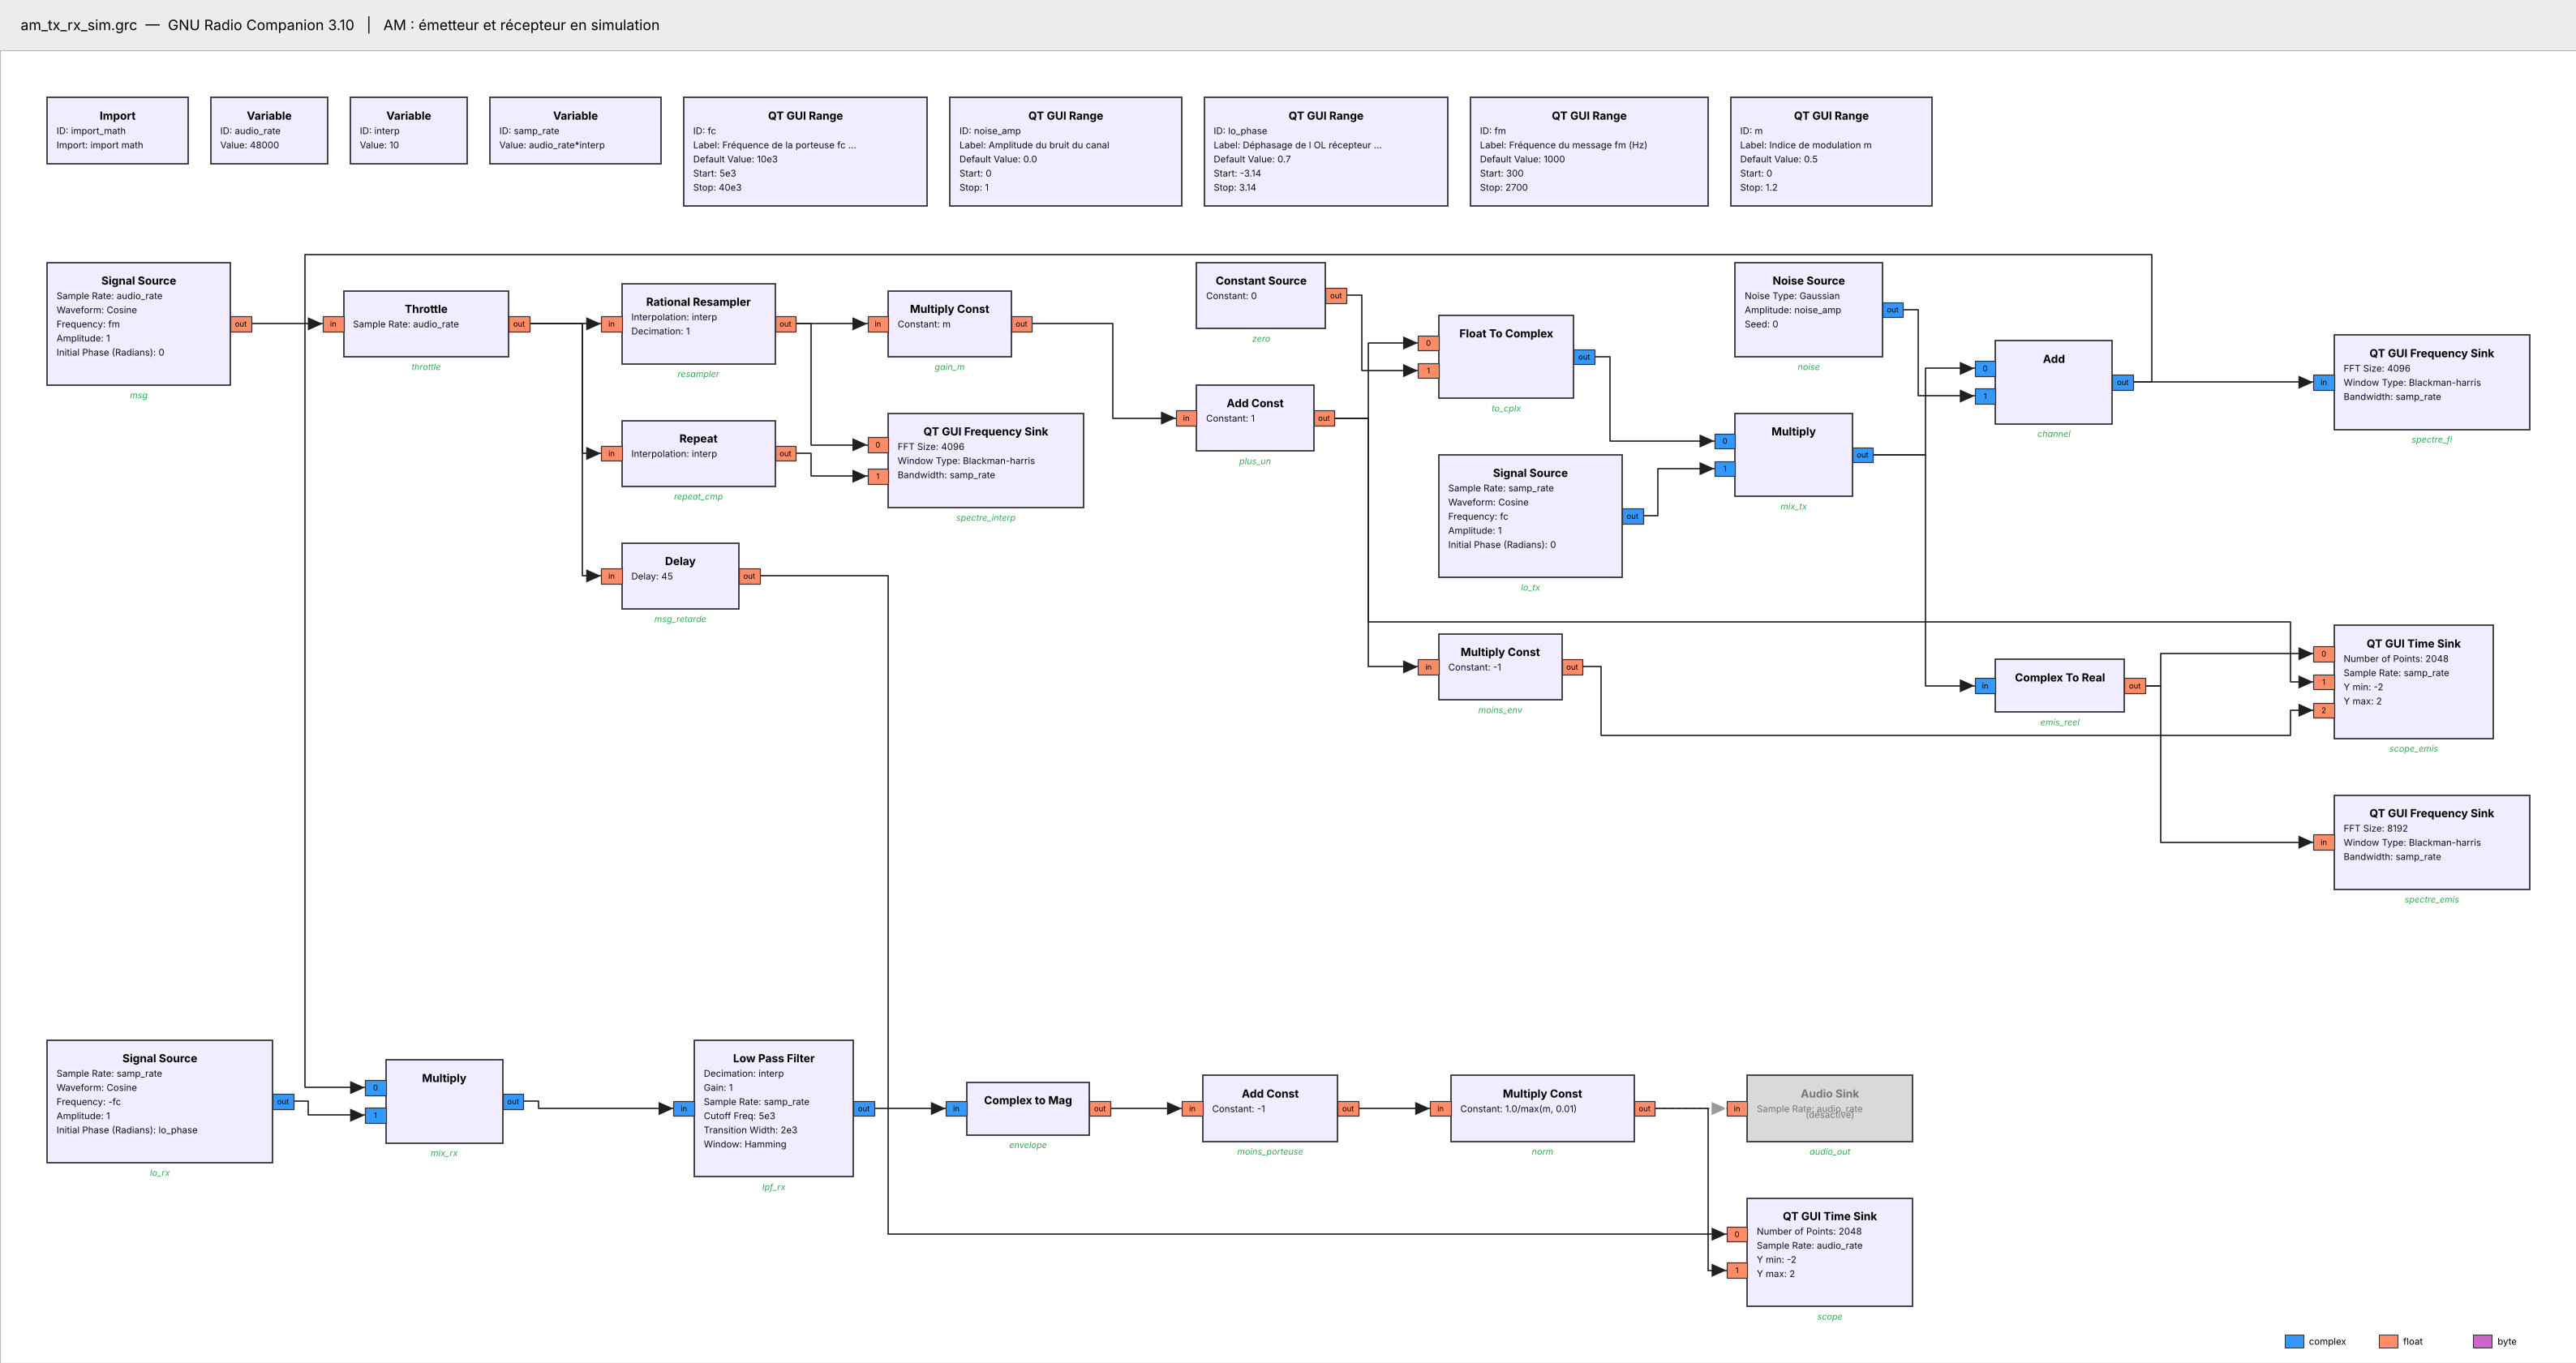 am_tx_rx_sim.grc — GNU Radio Companion 3.10 | AM : émetteur et récepteur en simulation
Import
ID: import_math
Import: import math
Variable
ID: audio_rate
Value: 48000
Variable
ID: interp
Value: 10
Variable
ID: samp_rate
Value: audio_rate*interp
QT GUI Range
ID: fc
Label: Fréquence de la porteuse fc ...
Default Value: 10e3
Start: 5e3
Stop: 40e3
QT GUI Range
ID: noise_amp
Label: Amplitude du bruit du canal
Default Value: 0.0
Start: 0
Stop: 1
QT GUI Range
ID: lo_phase
Label: Déphasage de l OL récepteur ...
Default Value: 0.7
Start: -3.14
Stop: 3.14
QT GUI Range
ID: fm
Label: Fréquence du message fm (Hz)
Default Value: 1000
Start: 300
Stop: 2700
QT GUI Range
ID: m
Label: Indice de modulation m
Default Value: 0.5
Start: 0
Stop: 1.2
Signal Source
Sample Rate: audio_rate
Waveform: Cosine
Frequency: fm
Amplitude: 1
Initial Phase (Radians): 0
out
msg
in
Throttle
Sample Rate: audio_rate
out
throttle
in
Rational Resampler
Interpolation: interp
Decimation: 1
out
resampler
in
Multiply Const
Constant: m
out
gain_m
Constant Source
Constant: 0
out
zero
0
1
Float To Complex
out
to_cplx
Noise Source
Noise Type: Gaussian
Amplitude: noise_amp
Seed: 0
out
noise
0
1
Add
out
channel
in
QT GUI Frequency Sink
FFT Size: 4096
Window Type: Blackman-harris
Bandwidth: samp_rate
spectre_fi
in
Repeat
Interpolation: interp
out
repeat_cmp
0
1
QT GUI Frequency Sink
FFT Size: 4096
Window Type: Blackman-harris
Bandwidth: samp_rate
spectre_interp
in
Add Const
Constant: 1
out
plus_un
Signal Source
Sample Rate: samp_rate
Waveform: Cosine
Frequency: fc
Amplitude: 1
Initial Phase (Radians): 0
out
lo_tx
0
1
Multiply
out
mix_tx
in
Delay
Delay: 45
out
msg_retarde
in
Multiply Const
Constant: -1
out
moins_env
in
Complex To Real
out
emis_reel
0
1
2
QT GUI Time Sink
Number of Points: 2048
Sample Rate: samp_rate
Y min: -2
Y max: 2
scope_emis
in
QT GUI Frequency Sink
FFT Size: 8192
Window Type: Blackman-harris
Bandwidth: samp_rate
spectre_emis
Signal Source
Sample Rate: samp_rate
Waveform: Cosine
Frequency: -fc
Amplitude: 1
Initial Phase (Radians): lo_phase
out
lo_rx
0
1
Multiply
out
mix_rx
in
Low Pass Filter
Decimation: interp
Gain: 1
Sample Rate: samp_rate
Cutoff Freq: 5e3
Transition Width: 2e3
Window: Hamming
out
lpf_rx
in
Complex to Mag
out
envelope
in
Add Const
Constant: -1
out
moins_porteuse
in
Multiply Const
Constant: 1.0/max(m, 0.01)
out
norm
in
Audio Sink
Sample Rate: audio_rate
(desactive)
audio_out
0
1
QT GUI Time Sink
Number of Points: 2048
Sample Rate: audio_rate
Y min: -2
Y max: 2
scope
complex
float
byte